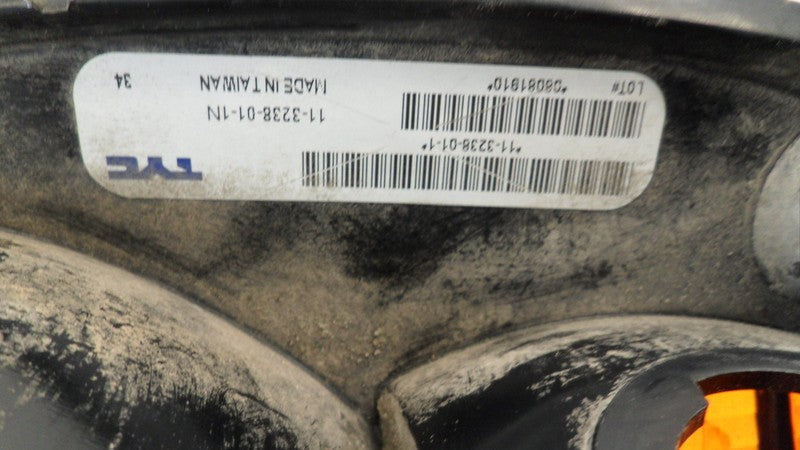 TYC
*11-3238-01-1*
11-3238-01-1N
LOT# *08081910*
MADE IN TAIWAN 34